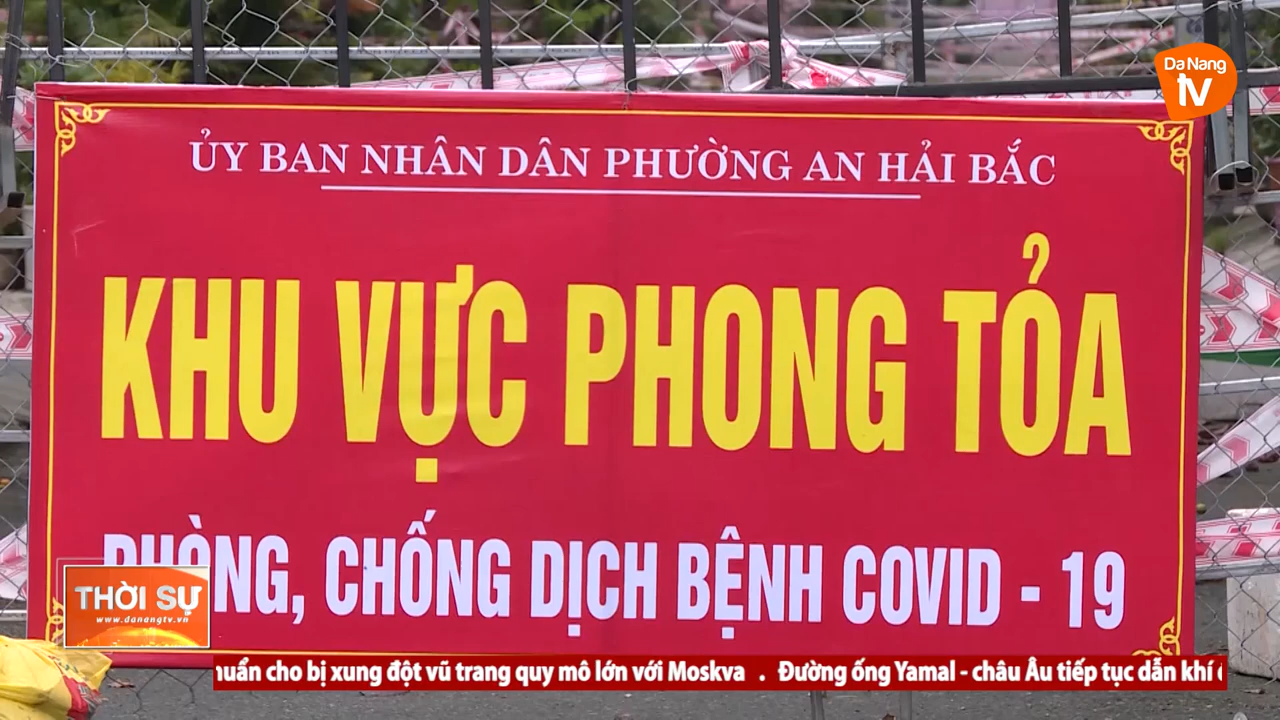 Da Nang
tv
ỦY BAN NHÂN DÂN PHƯỜNG AN HẢI BẮC
KHU VỰC PHONG TỎA
PHÒNG, CHỐNG DỊCH BỆNH COVID - 19
THỜI SỰ
www.danangtv.vn
cho bị xung đột vũ trang quy mô lớn với Moskva . Đường ống Yamal - châu Âu tiếp tục dẫn khí